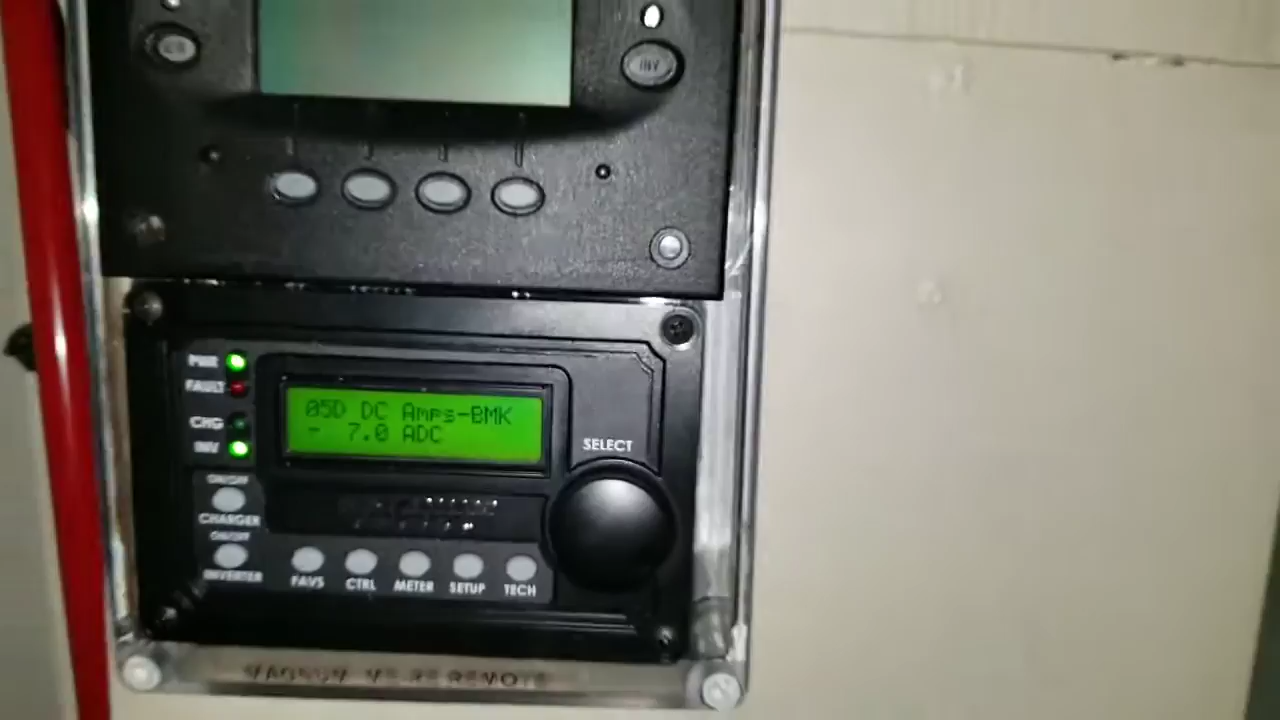 INV
PWR
FAULT
CHG
INV
05D DC Amps-BMK
- 7.0 ADC
SELECT
ON/OFF
CHARGER
ON/OFF
INVERTER
FAVS
CTRL
METER
SETUP
TECH
REMOTE